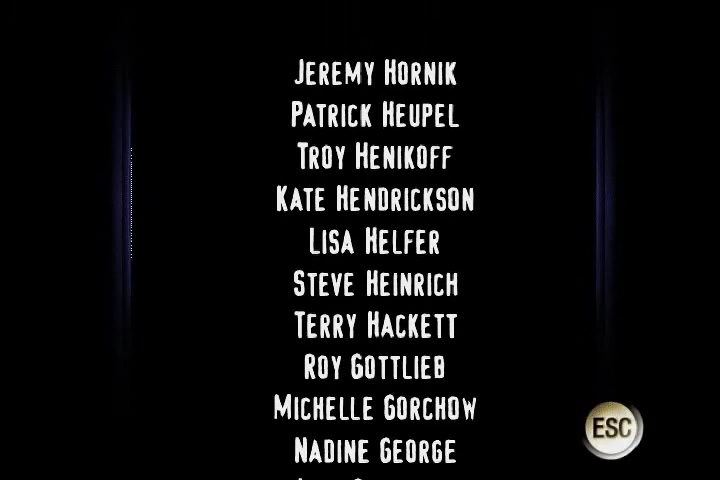 JEREMY HORNIK
PATRICK HEUPEL
TROY HENIKOFF
KATE HENDRICKSON
LISA HELFER
STEVE HEINRICH
TERRY HACKETT
ROY GOTTLIEB
MICHELLE GORCHOW
NADINE GEORGE
ESC